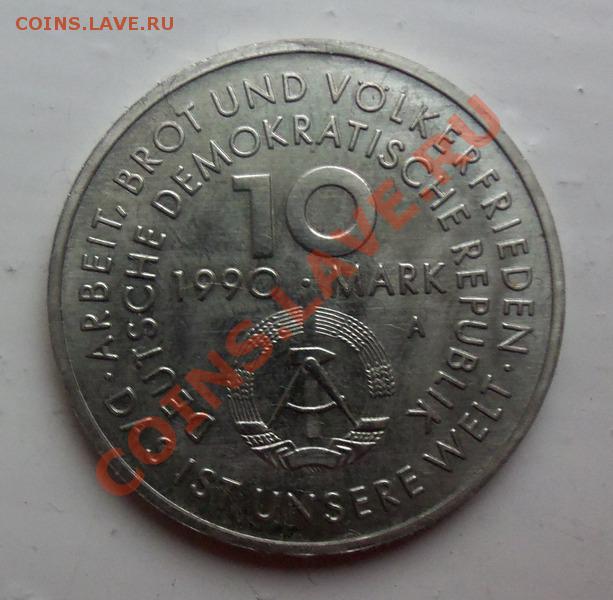 COINS.LAVE.RU
· ARBEIT, BROT UND VÖLKERFRIEDEN ·
DAS IST UNSERE WELT
DEUTSCHE DEMOKRATISCHE REPUBLIK
10
1990 · MARK
A
COINS.LAVE.RU